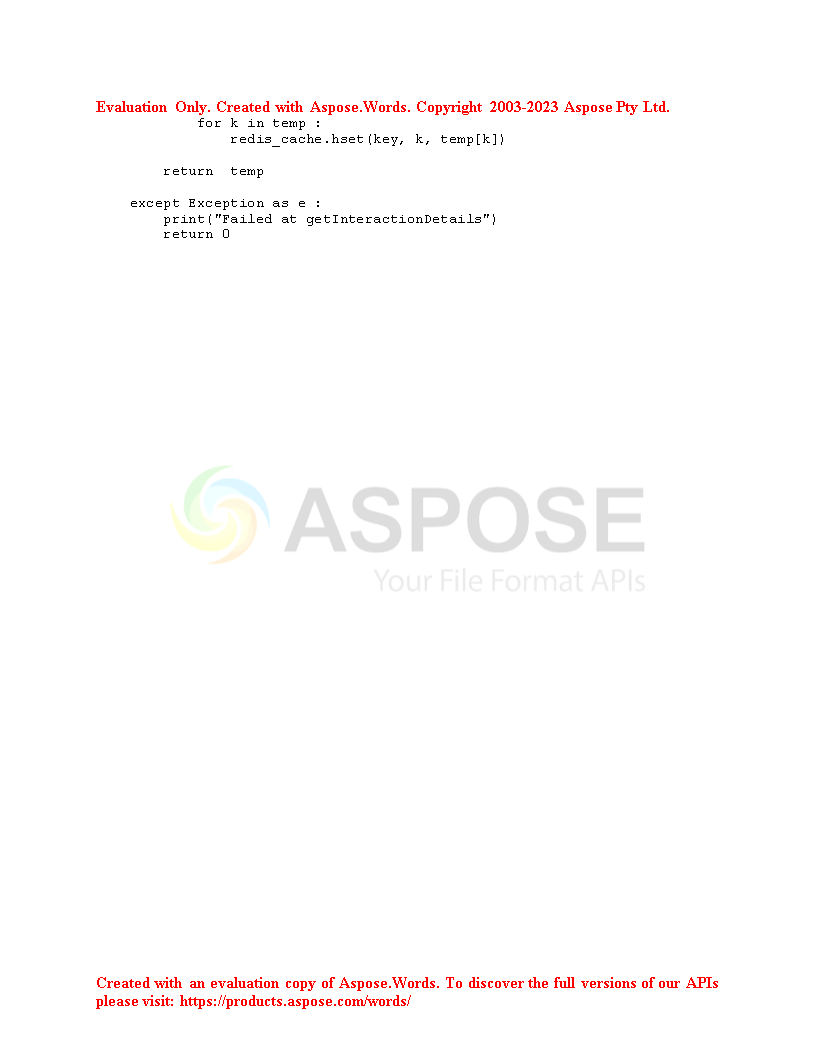 Evaluation Only. Created with Aspose.Words. Copyright 2003-2023 Aspose Pty Ltd.
            for k in temp :
                redis_cache.hset(key, k, temp[k])
        return  temp
    except Exception as e :
        print("Failed at getInteractionDetails")
        return 0
ASPOSE
Your File Format APIs
Created with an evaluation copy of Aspose.Words. To discover the full versions of our APIs
please visit: https://products.aspose.com/words/